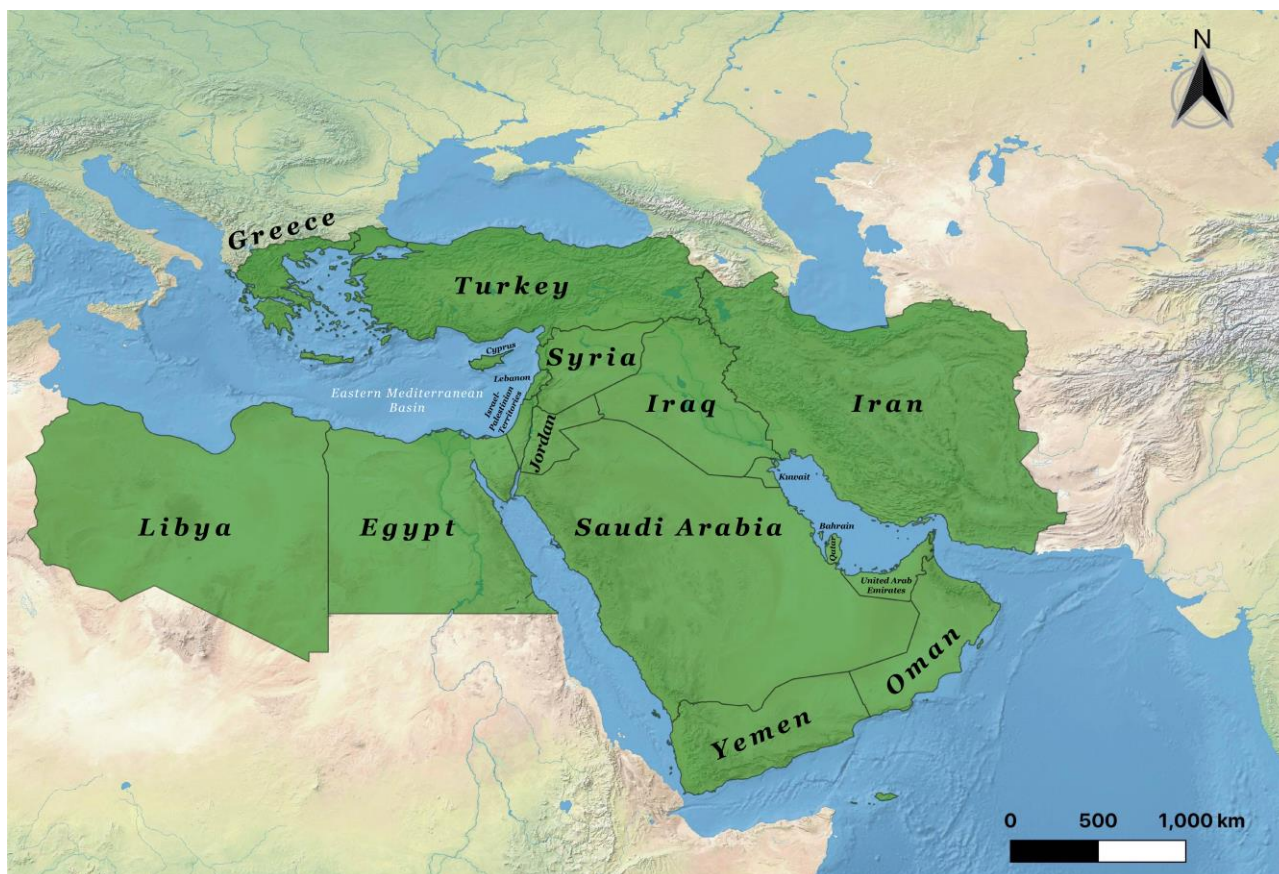 N
Greece
Turkey
Cyprus
Syria
Lebanon
Eastern Mediterranean
Basin
Israel-
Palestinian
Territories
Iraq
Iran
Jordan
Kuwait
Libya
Egypt
Saudi Arabia
Bahrain
Qatar
United Arab
Emirates
Oman
Yemen
0 500 1,000 km